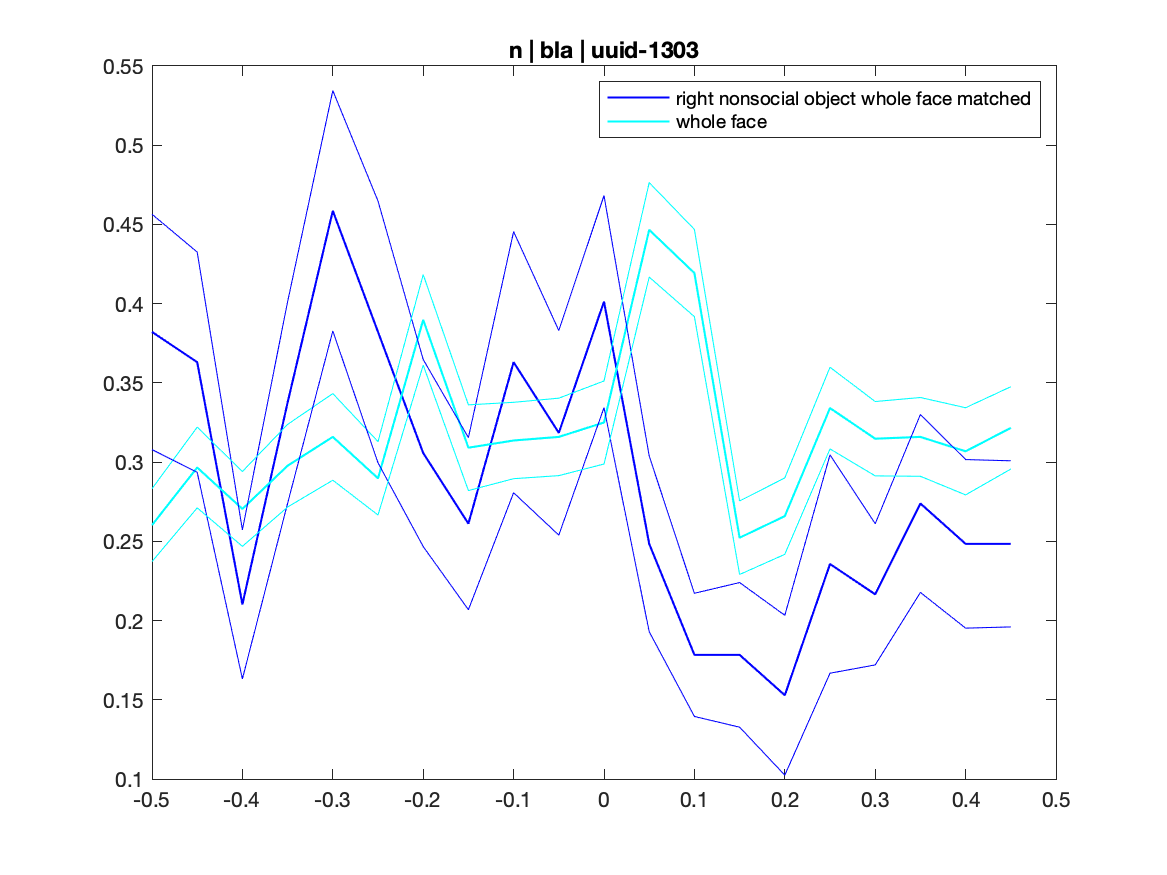 n | bla | uuid-1303
right nonsocial object whole face matched
whole face
0.55
0.5
0.45
0.4
0.35
0.3
0.25
0.2
0.15
0.1
-0.5 -0.4 -0.3 -0.2 -0.1 0 0.1 0.2 0.3 0.4 0.5